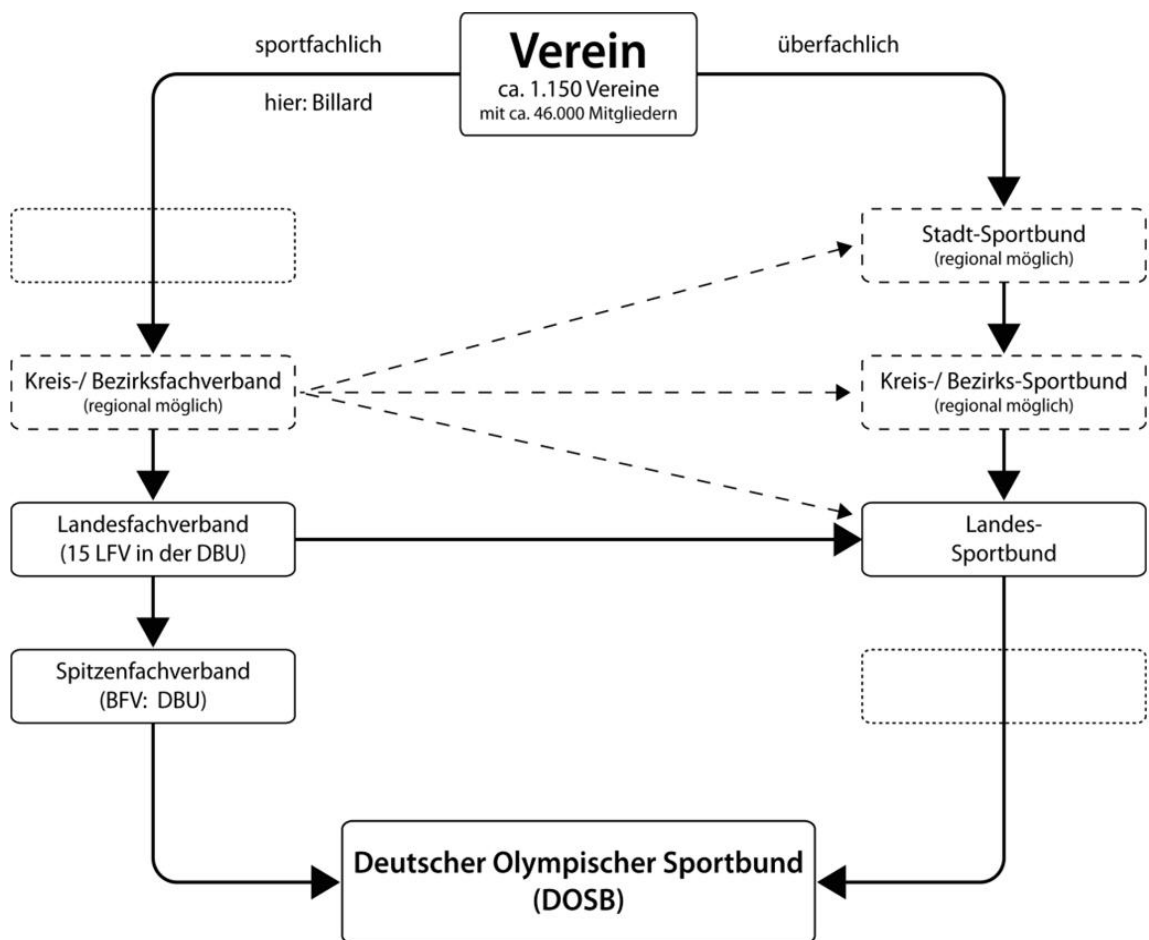 sportfachlich
Verein
überfachlich
ca. 1.150 Vereine
mit ca. 46.000 Mitgliedern
hier: Billard
Stadt-Sportbund
(regional möglich)
Kreis-/ Bezirksfachverband
(regional möglich)
Kreis-/ Bezirks-Sportbund
(regional möglich)
Landesfachverband
(15 LFV in der DBU)
Landes-
Sportbund
Spitzenfachverband
(BFV: DBU)
Deutscher Olympischer Sportbund
(DOSB)